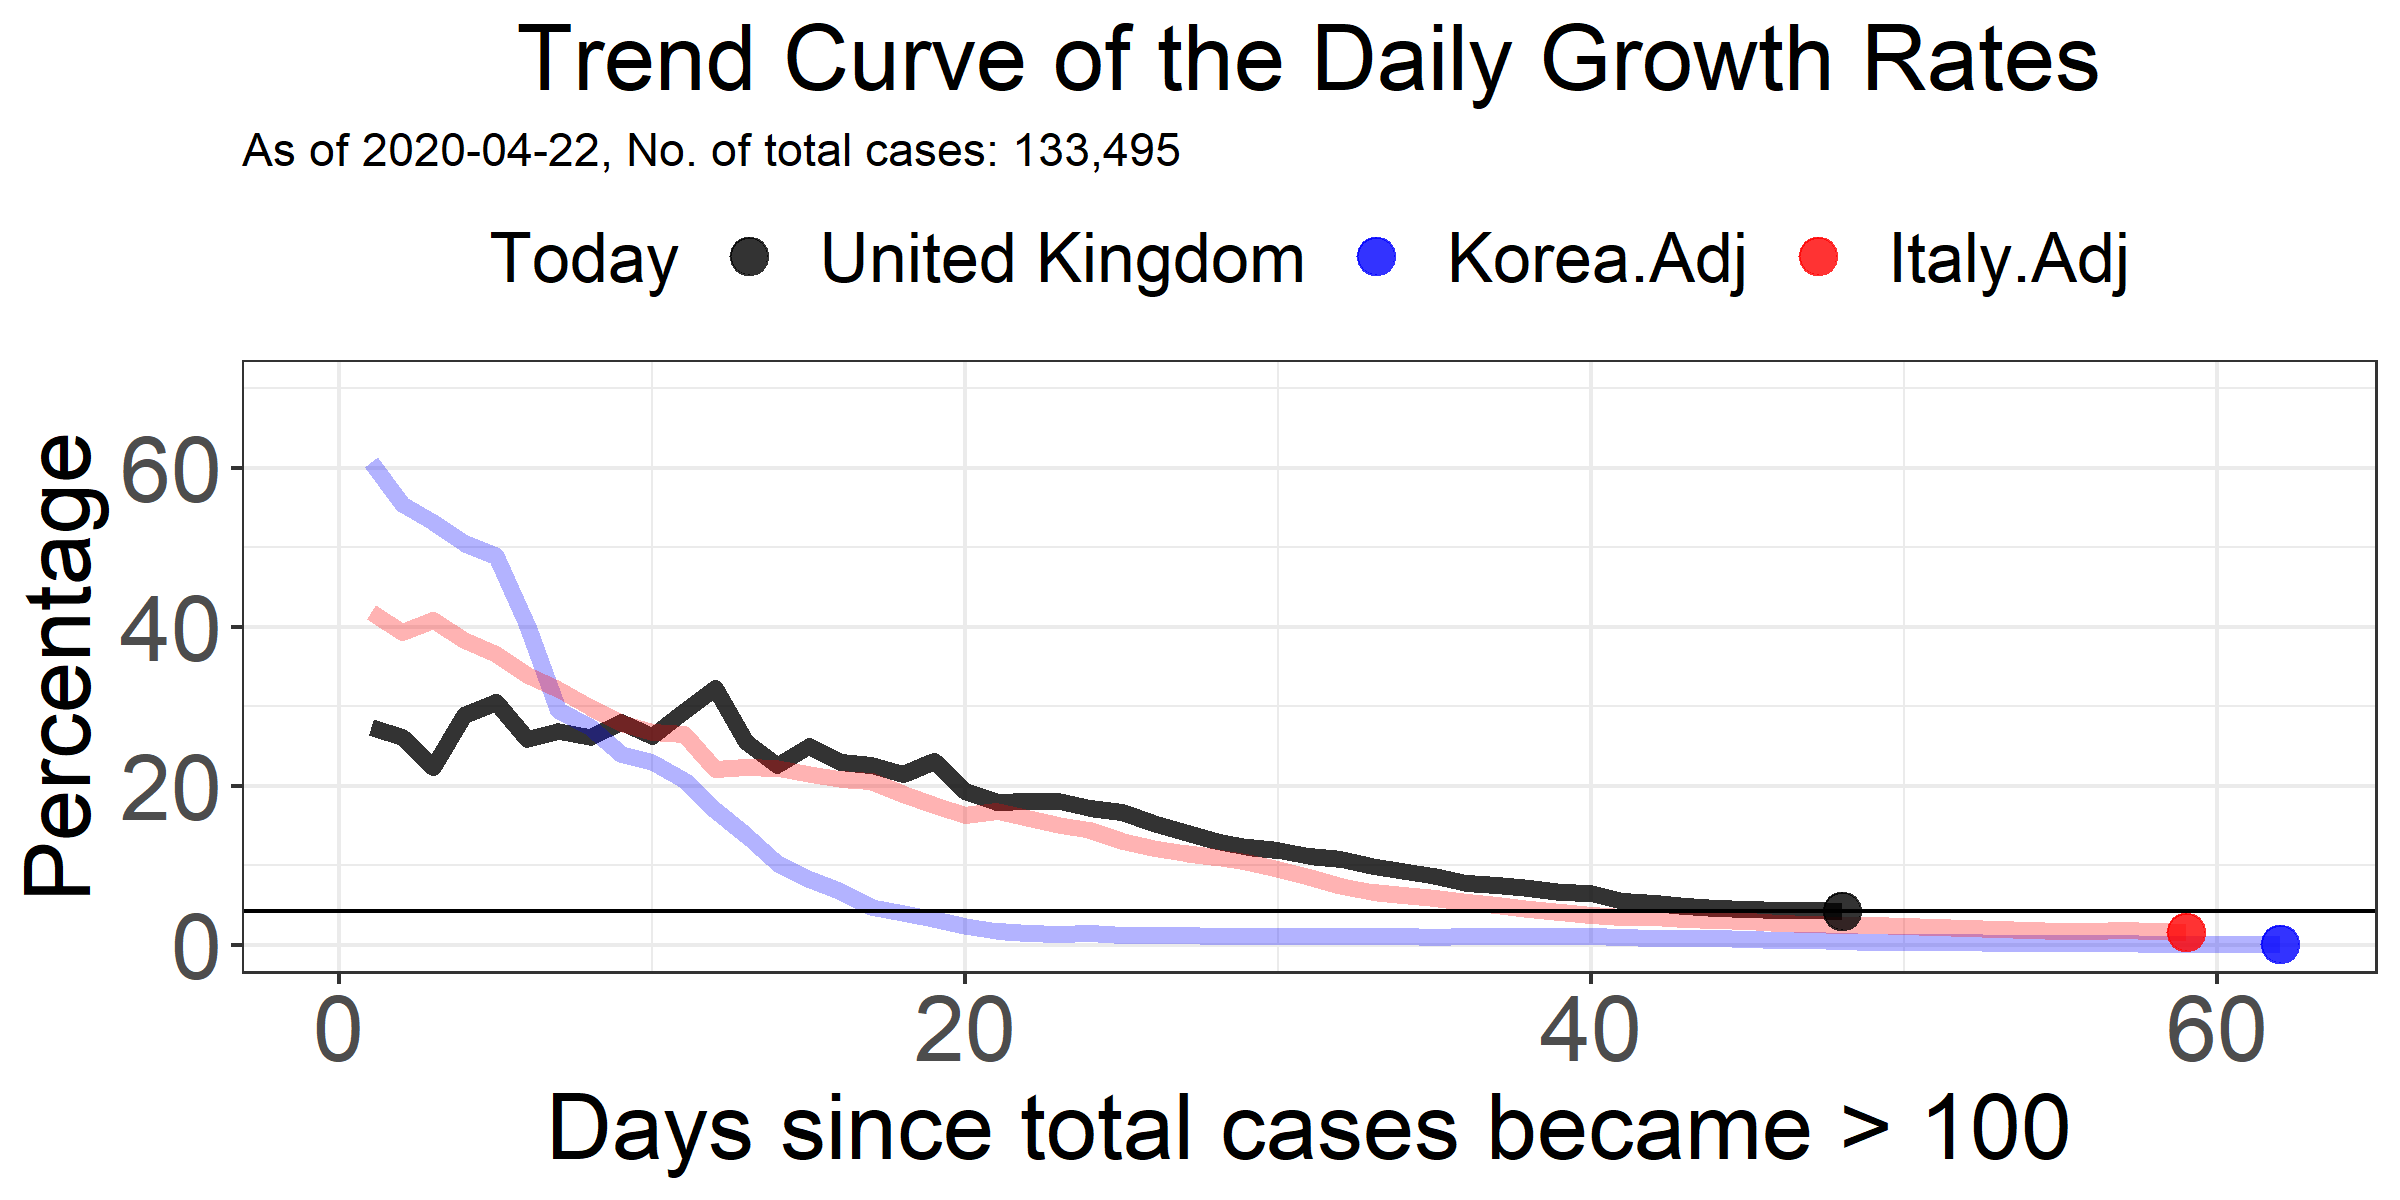 Trend Curve of the Daily Growth Rates
As of 2020-04-22, No. of total cases: 133,495
Today United Kingdom Korea.Adj Italy.Adj
Percentage
60
40
20
0
0 20 40 60
Days since total cases became > 100